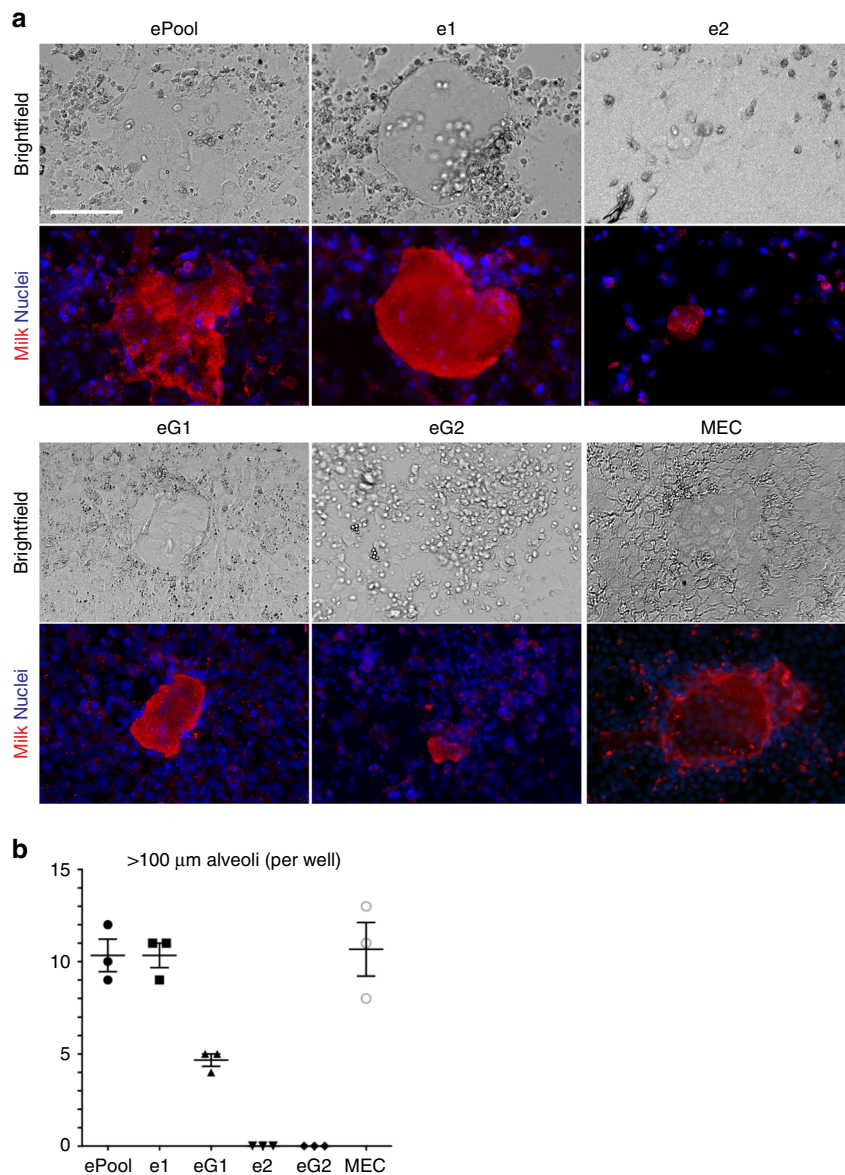 a
ePool e1 e2
Brightfield
Milk Nuclei
eG1 eG2 MEC
Brightfield
Milk Nuclei
b
>100 μm alveoli (per well)
15
10
5
0
ePool e1 eG1 e2 eG2 MEC